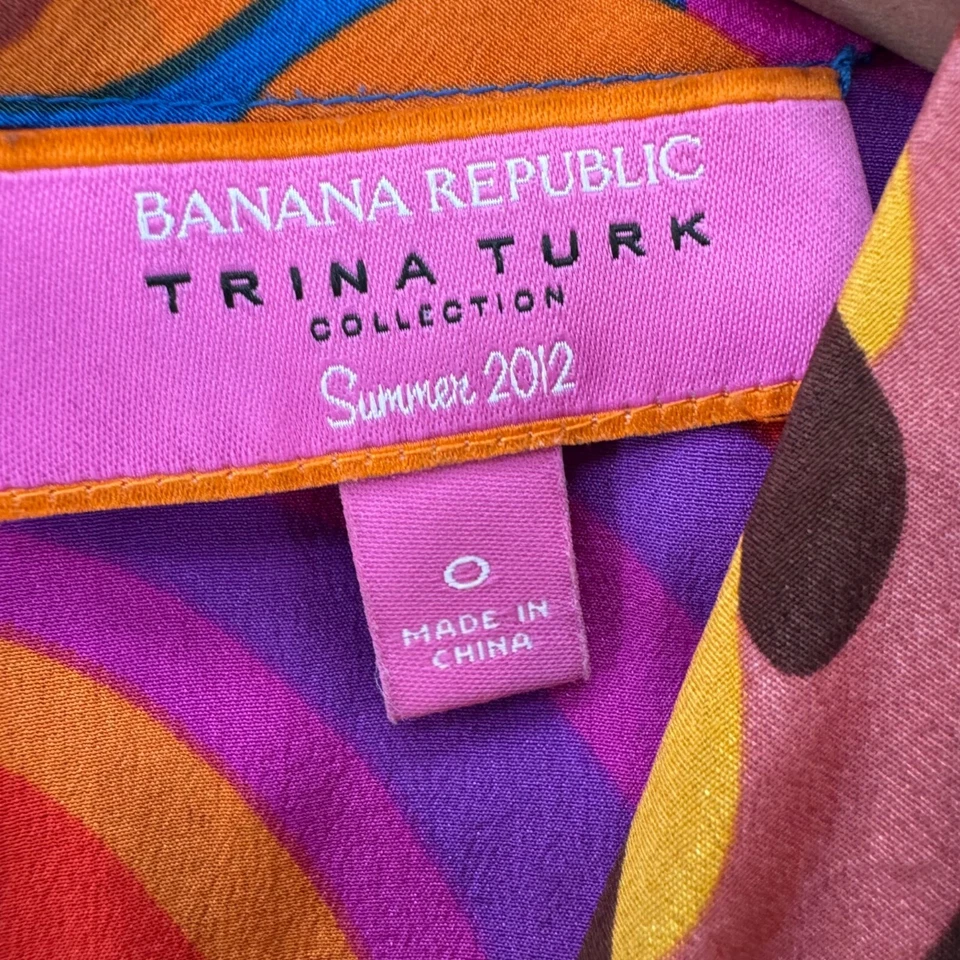 BANANA REPUBLIC
TRINA TURK
COLLECTION
Summer 2012
0
MADE IN
CHINA